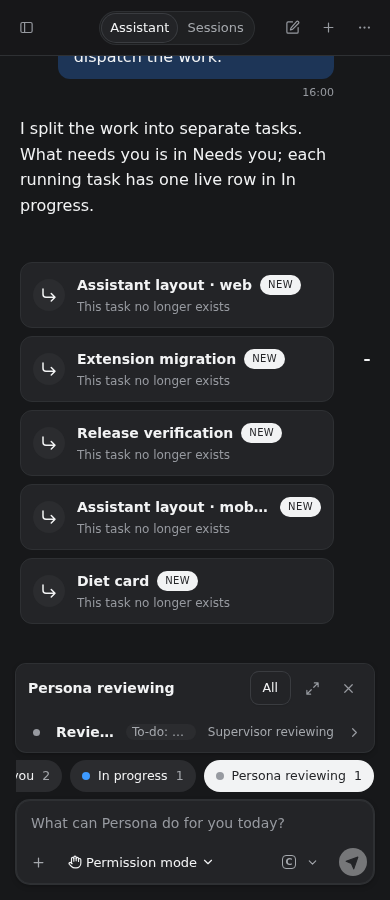 Assistant
Sessions
dispatch the work.
16:00
I split the work into separate tasks.
What needs you is in Needs you; each
running task has one live row in In
progress.
Assistant layout · web NEW
This task no longer exists
Extension migration NEW
This task no longer exists
Release verification NEW
This task no longer exists
Assistant layout · mob... NEW
This task no longer exists
Diet card NEW
This task no longer exists
Persona reviewing All
Revie... To-do: ... Supervisor reviewing
you 2 In progress 1 Persona reviewing 1
What can Persona do for you today?
Permission mode C